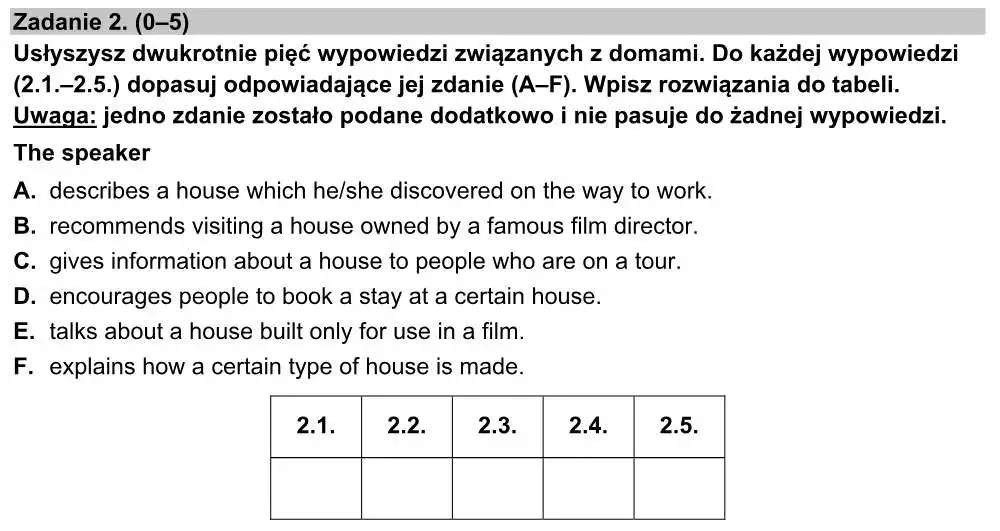 Zadanie 2. (0–5)
Usłyszysz dwukrotnie pięć wypowiedzi związanych z domami. Do każdej wypowiedzi
(2.1.–2.5.) dopasuj odpowiadające jej zdanie (A–F). Wpisz rozwiązania do tabeli.
Uwaga: jedno zdanie zostało podane dodatkowo i nie pasuje do żadnej wypowiedzi.
The speaker
A. describes a house which he/she discovered on the way to work.
B. recommends visiting a house owned by a famous film director.
C. gives information about a house to people who are on a tour.
D. encourages people to book a stay at a certain house.
E. talks about a house built only for use in a film.
F. explains how a certain type of house is made.
2.1. 2.2. 2.3. 2.4. 2.5.